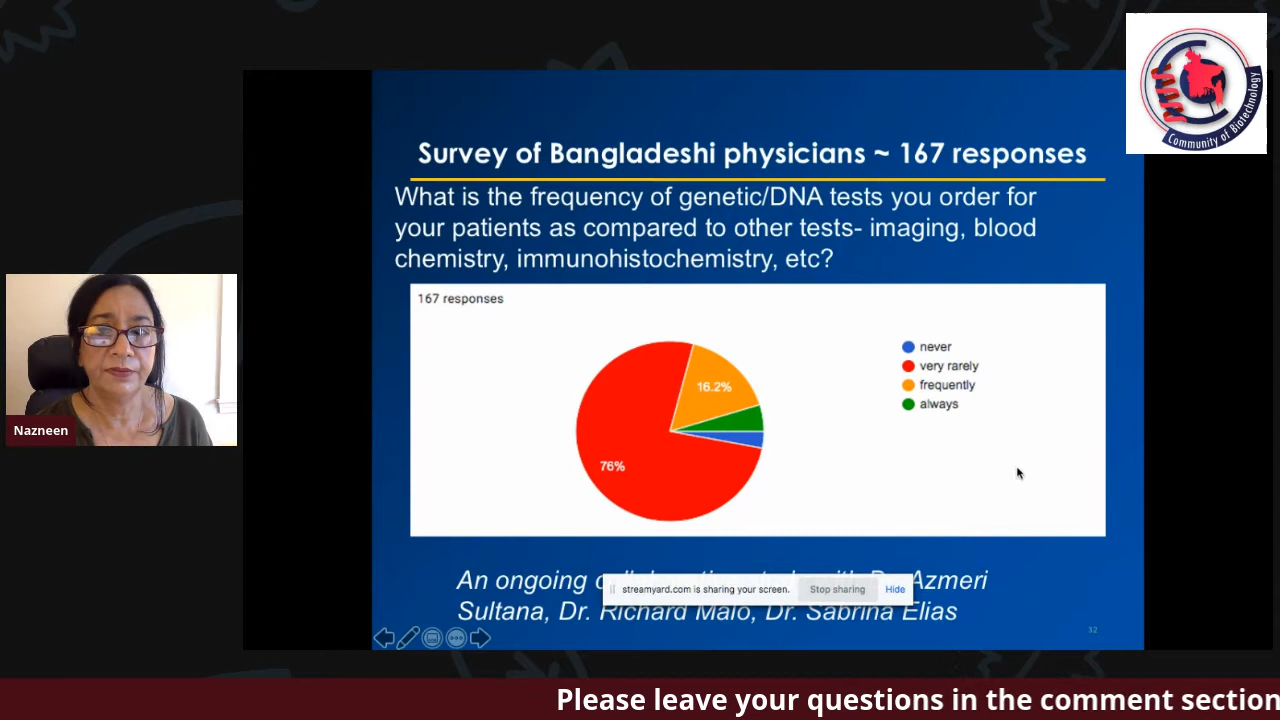 Community of Biotechnology
Survey of Bangladeshi physicians ~ 167 responses
What is the frequency of genetic/DNA tests you order for
your patients as compared to other tests- imaging, blood
chemistry, immunohistochemistry, etc?
167 responses
never
very rarely
frequently
always
16.2%
76%
Nazneen
An ongoing Azmeri
streamyard.com is sharing your screen.
Stop sharing
Hide
Sultana, Dr. Richard Malo, Dr. Sabrina Elias
32
Please leave your questions in the comment section